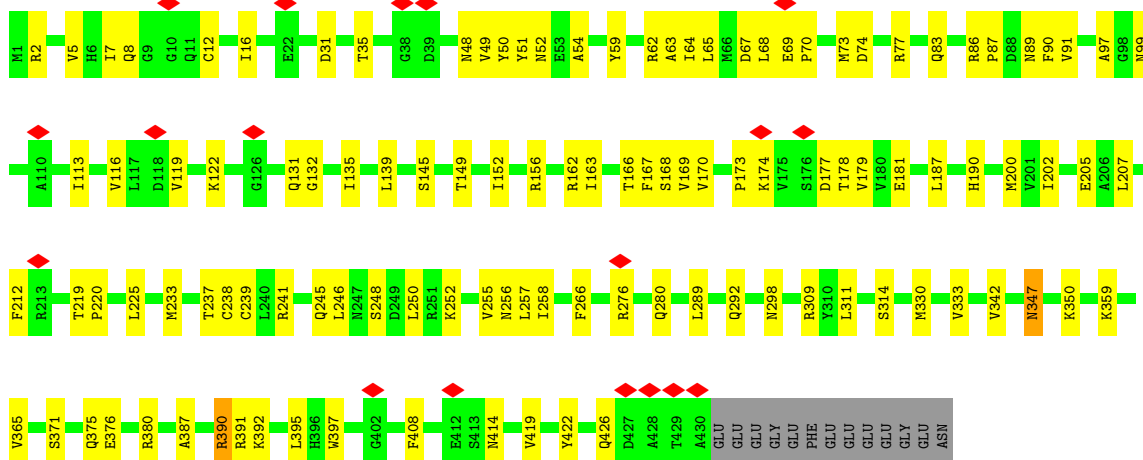 M1 R2 V5 H6 I7 Q8 G9 G10 Q11 C12 I16 E22 D31 T35 G38 D39 N48 V49 Y50 Y51 N52 E53 A54 Y59 R62 A63 I64 L65 M66 D67 L68 E69 P70 M73 D74 R77 Q83 R86 P87 D88 N89 F90 V91 A97 G98 N99
A110 I113 V116 L117 D118 V119 K122 G126 Q131 G132 I135 L139 S145 T149 I152 R156 R162 I163 T166 F167 S168 V169 V170 P173 K174 V175 S176 D177 T178 V179 V180 E181 L187 H190 M200 V201 I202 E205 A206 L207
F212 R213 T219 P220 L225 M233 T237 C238 C239 L240 R241 Q245 L246 N247 S248 D249 L250 R251 K252 V255 N256 L257 I258 F266 R276 Q280 L289 Q292 N298 R309 Y310 L311 S314 M330 V333 V342 N347 K350 K359
V365 S371 Q375 E376 R380 A387 R390 R391 K392 L395 H396 W397 G402 F408 E412 S413 N414 V419 Y422 Q426 D427 A428 T429 A430 GLU GLU GLU GLY GLU PHE GLU GLU GLU GLU GLY GLU ASN